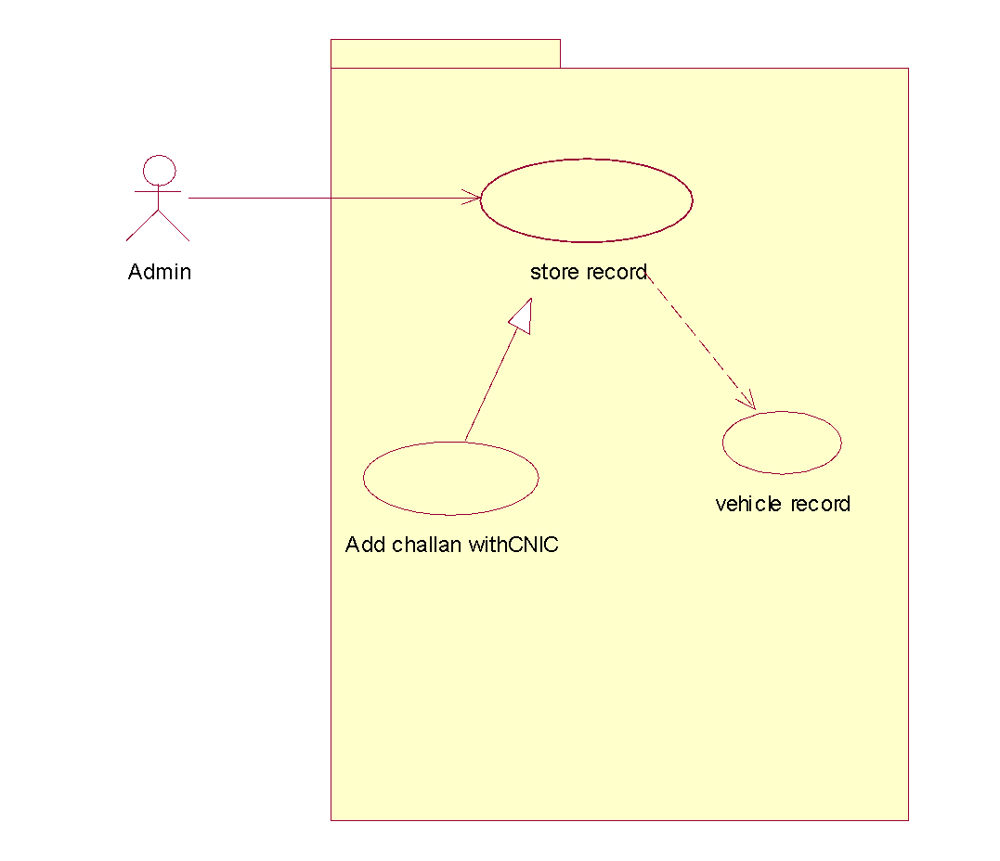 Admin
store record
vehicle record
Add challan withCNIC